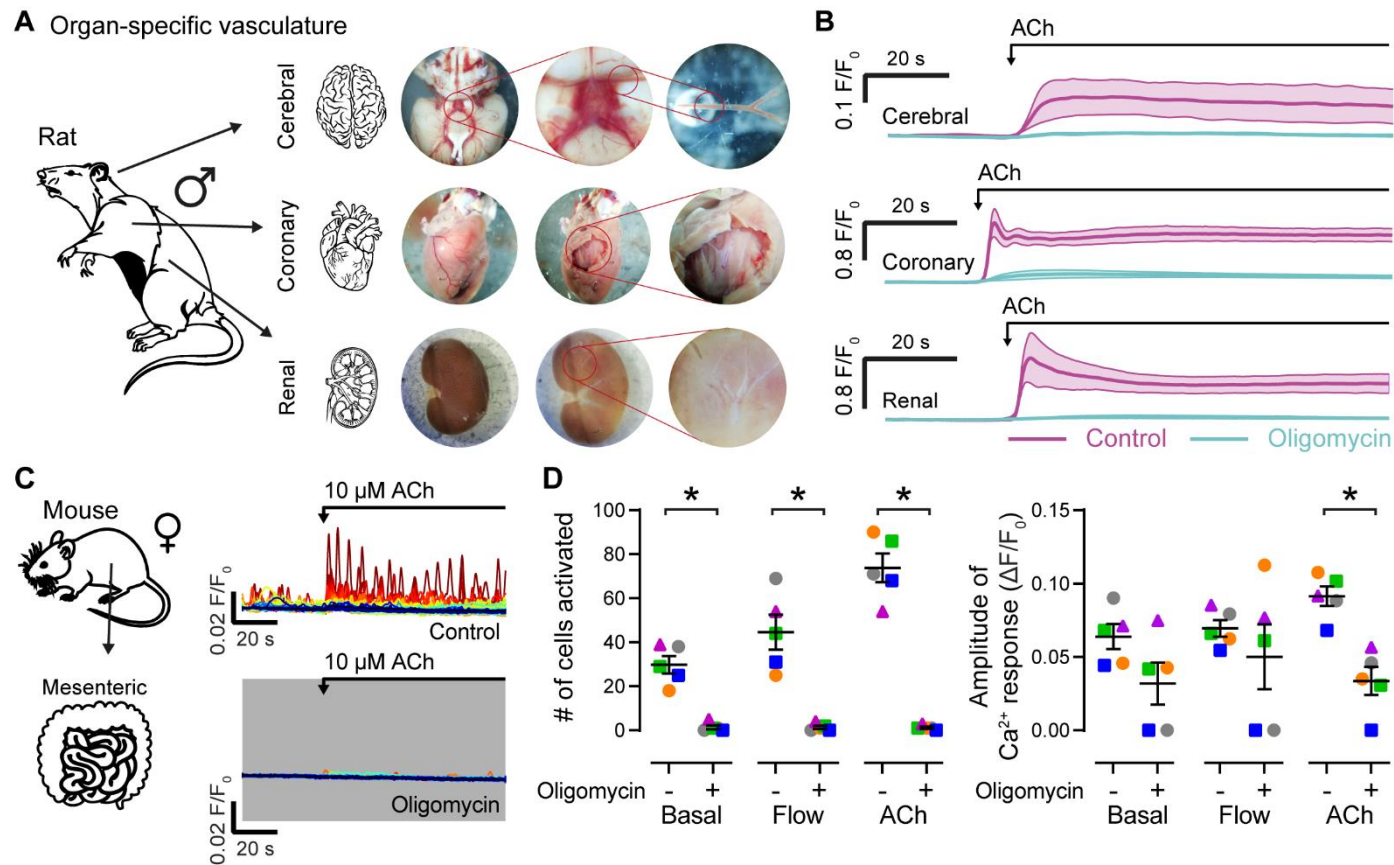 A Organ-specific vasculature
Rat
♂
Cerebral
Coronary
Renal
B
ACh
20 s
0.1 F/F0
Cerebral
ACh
20 s
0.8 F/F0
Coronary
ACh
20 s
0.8 F/F0
Renal
Control
Oligomycin
C
Mouse
♀
Mesenteric
10 µM ACh
0.02 F/F0
20 s
Control
10 µM ACh
Oligomycin
0.02 F/F0
20 s
D
# of cells activated
100
80
60
40
20
0
* * *
Oligomycin - + - + - +
Basal Flow ACh
Amplitude of
Ca2+ response (ΔF/F0)
0.15
0.10
0.05
0.00
*
Oligomycin - + - + - +
Basal Flow ACh